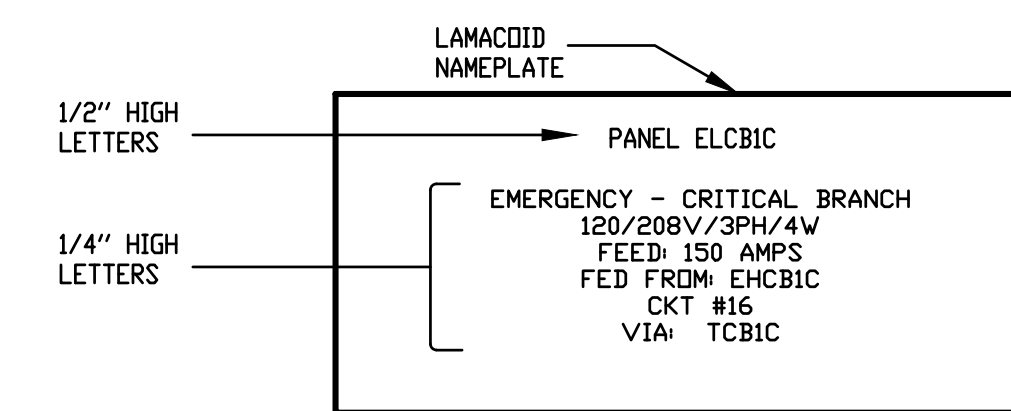 LAMACOID
NAMEPLATE
1/2" HIGH
LETTERS
PANEL ELCB1C
1/4" HIGH
LETTERS
EMERGENCY - CRITICAL BRANCH
120/208V/3PH/4W
FEED: 150 AMPS
FED FROM: EHCB1C
CKT #16
VIA: TCB1C